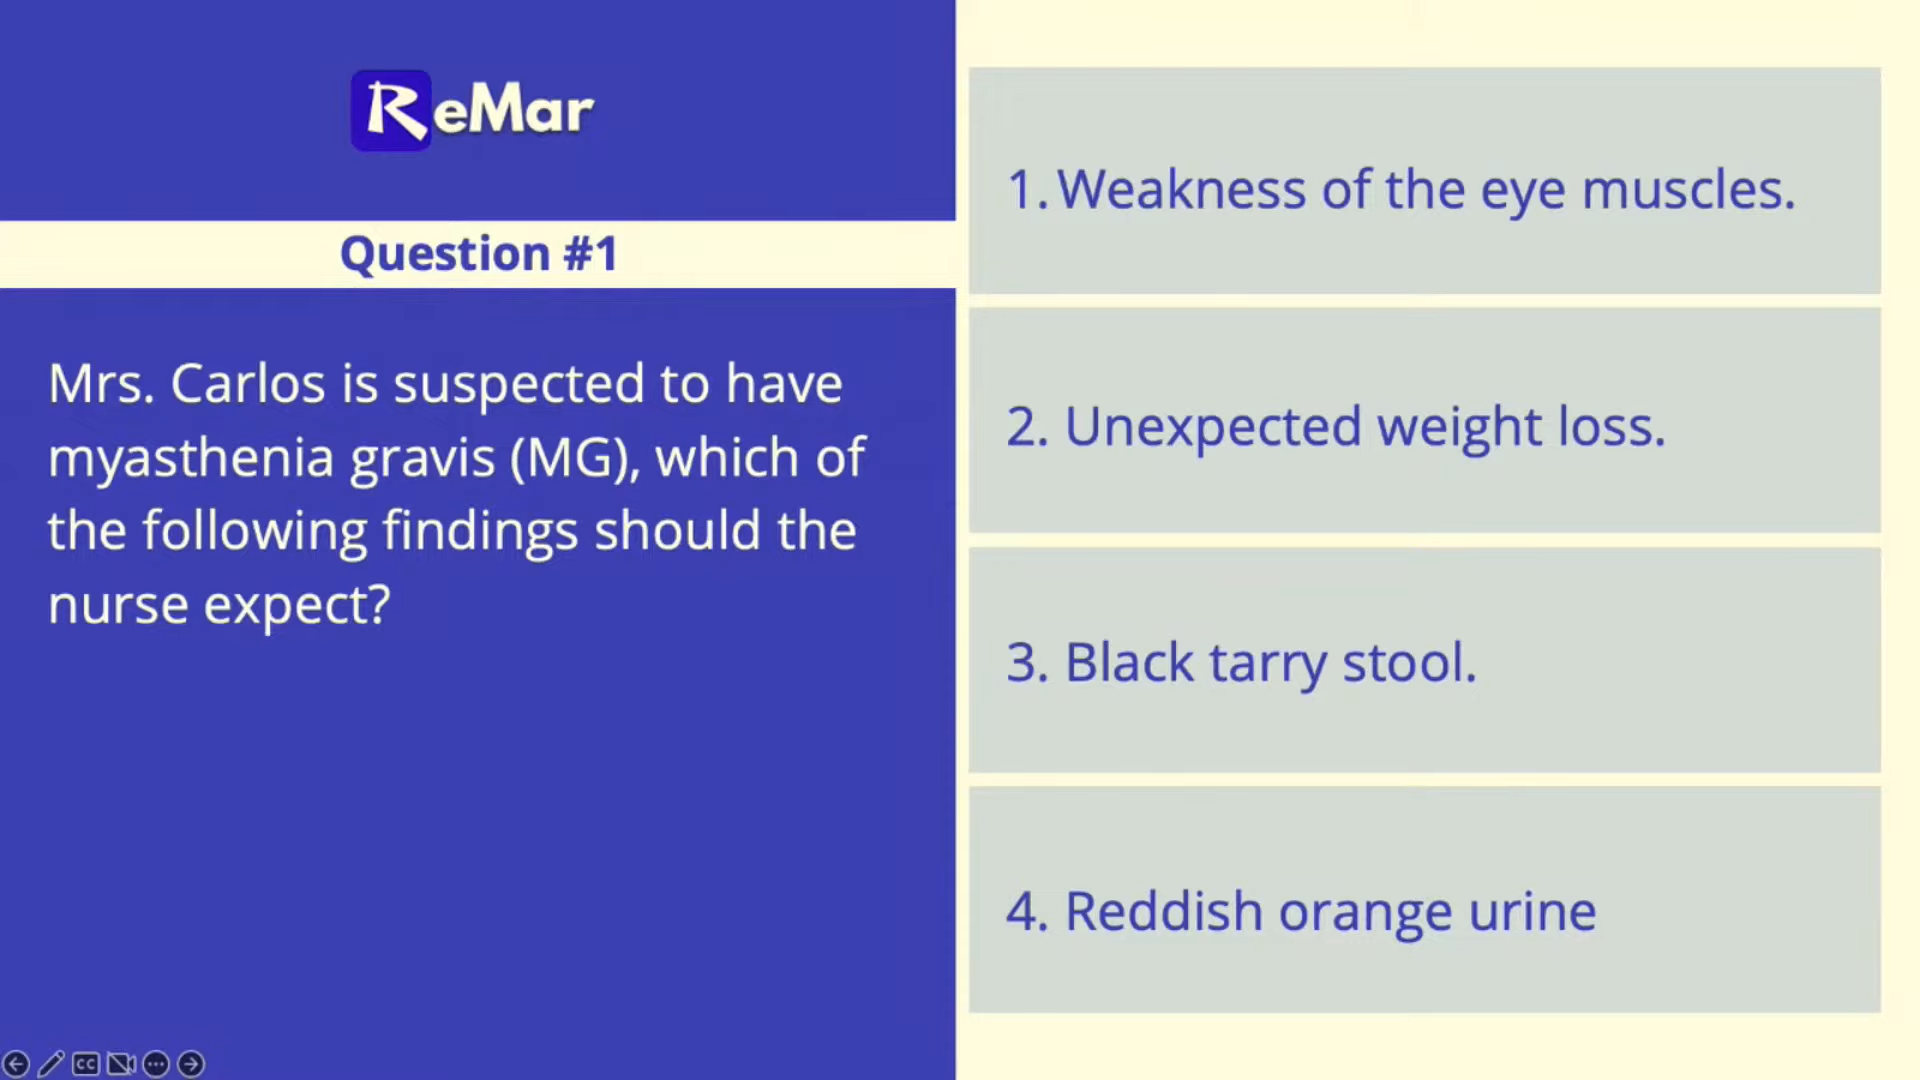 ReMar
Question #1
Mrs. Carlos is suspected to have
myasthenia gravis (MG), which of
the following findings should the
nurse expect?
1. Weakness of the eye muscles.
2. Unexpected weight loss.
3. Black tarry stool.
4. Reddish orange urine
CC